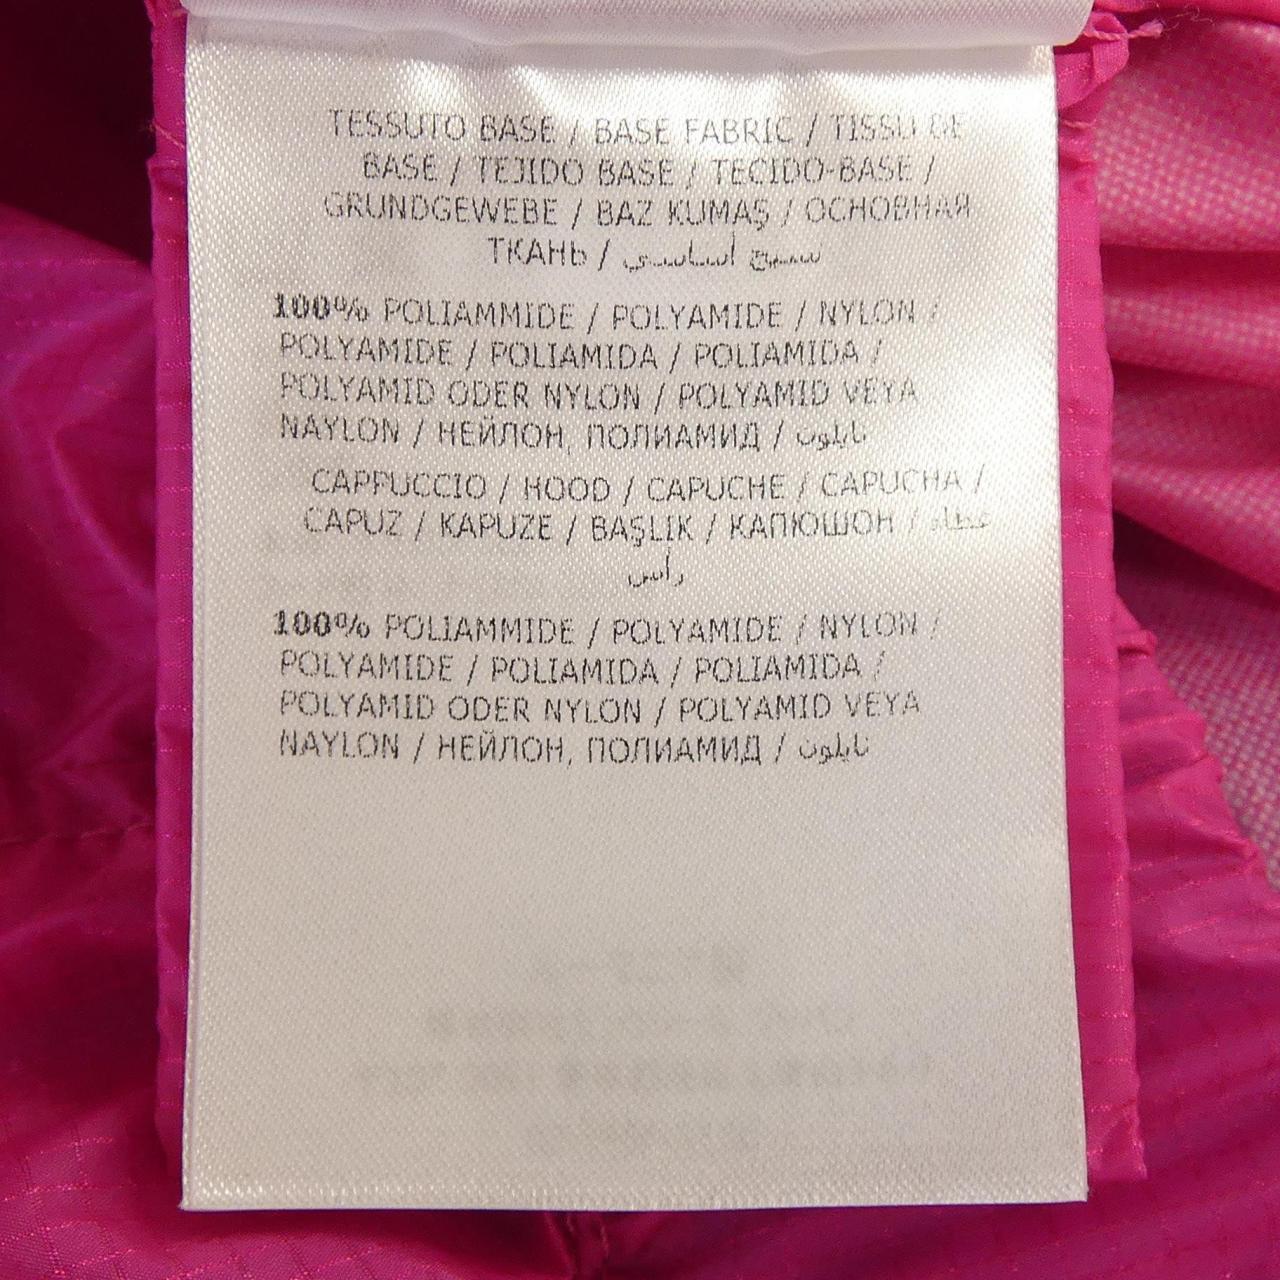 TESSUTO BASE / BASE FABRIC / TISSU DE
BASE / TEJIDO BASE / TECIDO-BASE /
GRUNDGEWEBE / BAZ KUMAŞ / ОСНОВНАЯ
ТКАНЬ / نسيج أساسي
100% POLIAMMIDE / POLYAMIDE / NYLON /
POLYAMIDE / POLIAMIDA / POLIAMIDA /
POLYAMID ODER NYLON / POLYAMID VEYA
NAYLON / НЕЙЛОН, ПОЛИАМИД / نايلون
CAPPUCCIO / HOOD / CAPUCHE / CAPUCHA /
CAPUZ / KAPUZE / BAŞLIK / КАПЮШОН / غطاء
رأس
100% POLIAMMIDE / POLYAMIDE / NYLON /
POLYAMIDE / POLIAMIDA / POLIAMIDA /
POLYAMID ODER NYLON / POLYAMID VEYA
NAYLON / НЕЙЛОН, ПОЛИАМИД / نايلون